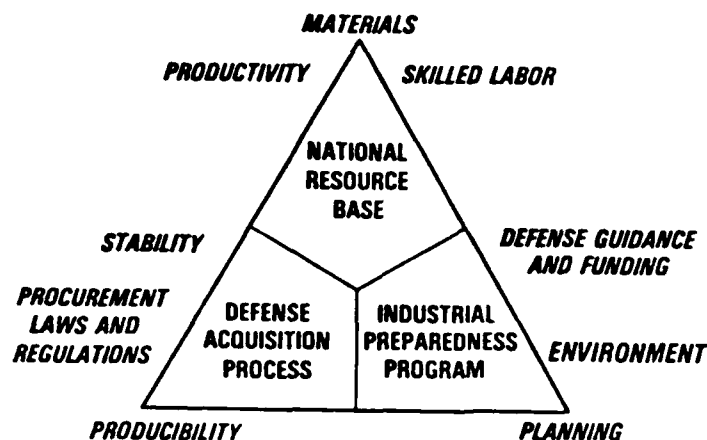 MATERIALS
PRODUCTIVITY
SKILLED LABOR
NATIONAL
RESOURCE
BASE
STABILITY
DEFENSE GUIDANCE
AND FUNDING
PROCUREMENT
LAWS AND
REGULATIONS
DEFENSE
ACQUISITION
PROCESS
INDUSTRIAL
PREPAREDNESS
PROGRAM
ENVIRONMENT
PRODUCIBILITY
PLANNING